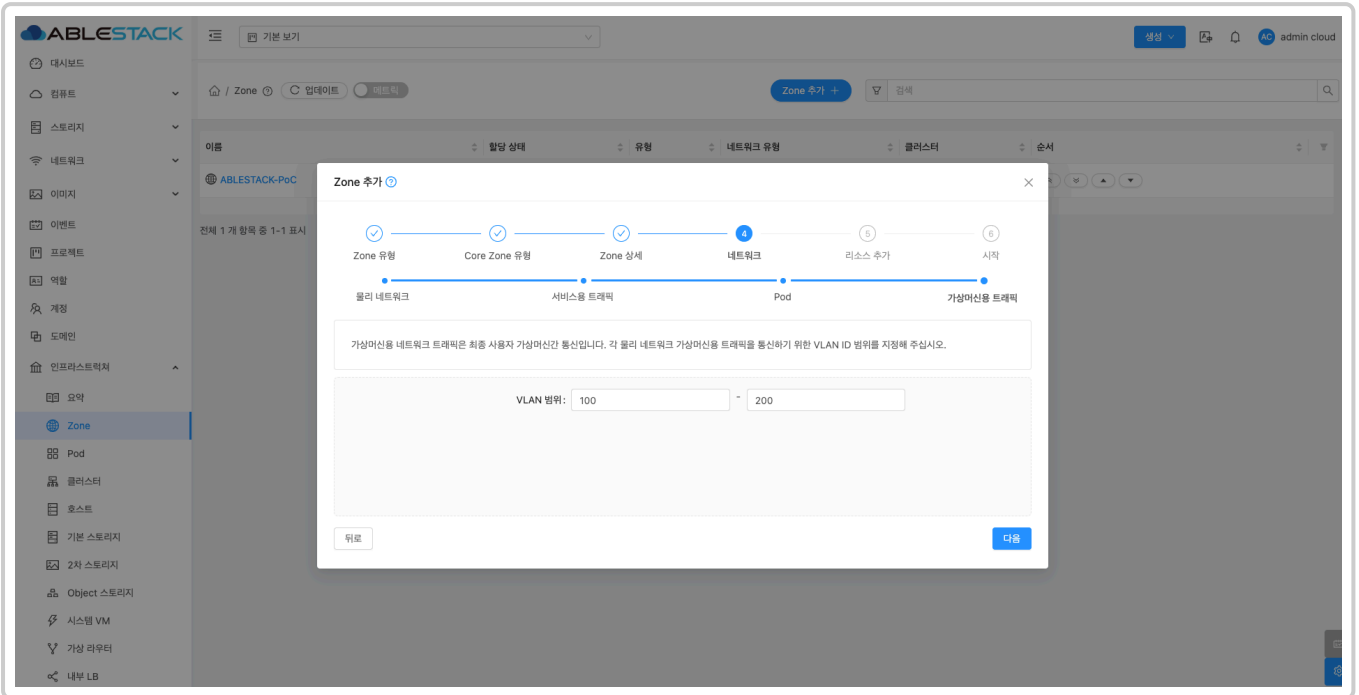 ABLESTACK
기본 보기
생성
AC admin cloud
대시보드
컴퓨트
스토리지
네트워크
이미지
이벤트
프로젝트
역할
계정
도메인
인프라스트럭쳐
요약
Zone
Pod
클러스터
호스트
기본 스토리지
2차 스토리지
Object 스토리지
시스템 VM
가상 라우터
내부 LB
/ Zone 업데이트 메트릭
Zone 추가 +
검색
이름 할당 상태 유형 네트워크 유형 클러스터 순서
ABLESTACK-PoC
전체 1 개 항목 중 1-1 표시
Zone 추가
4 5 6
Zone 유형 Core Zone 유형 Zone 상세 네트워크 리소스 추가 시작
물리 네트워크 서비스용 트래픽 Pod 가상머신용 트래픽
가상머신용 네트워크 트래픽은 최종 사용자 가상머신간 통신입니다. 각 물리 네트워크 가상머신용 트래픽을 통신하기 위한 VLAN ID 범위를 지정해 주십시오.
VLAN 범위: 100 - 200
뒤로 다음